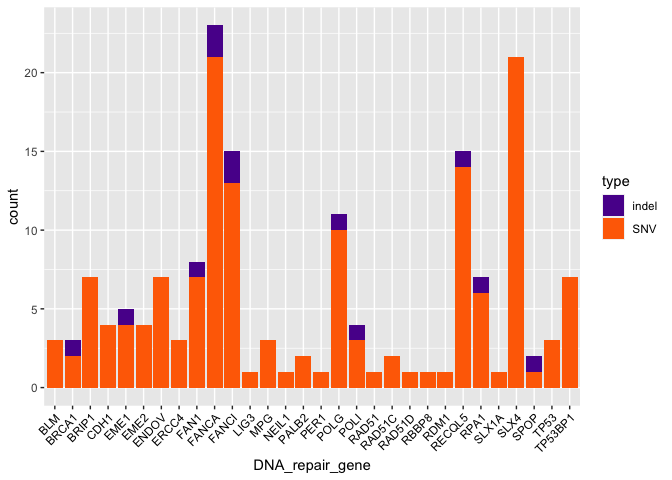 count
20
15
10
5
0
BLM
BRCA1
BRIP1
CDH1
EME1
EME2
ENDOV
ERCC4
FAN1
FANCA
FANCI
LIG3
MPG
NEIL1
PALB2
PER1
POLG
POLI
RAD51
RAD51C
RAD51D
RBBP8
RDM1
RECQL5
RPA1
SLX1A
SLX4
SPOP
TP53
TP53BP1
DNA_repair_gene
type
indel
SNV